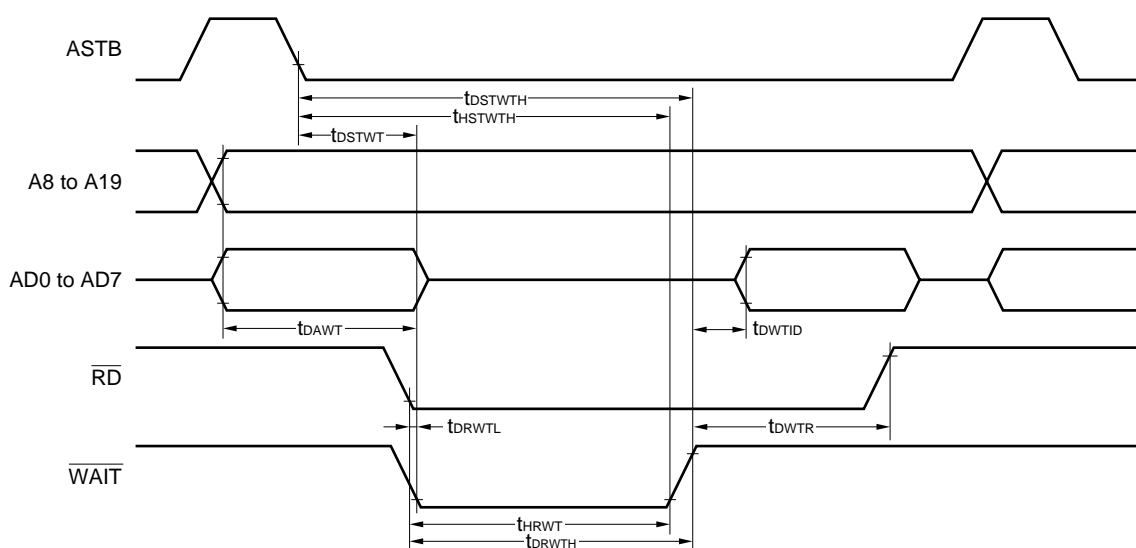 ASTB
tDSTWTH
tHSTWTH
tDSTWT
A8 to A19
AD0 to AD7
tDAWT
tDWTID
RD
tDRWTL
tDWTR
WAIT
tHRWT
tDRWTH